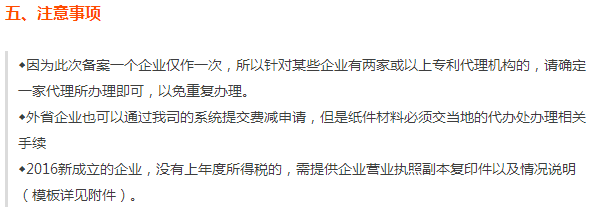 五、注意事项
◆因为此次备案一个企业仅作一次，所以针对某些企业有两家或以上专利代理机构的，请确定
一家代理所办理即可，以免重复办理。
◆外省企业也可以通过我司的系统提交费减申请，但是纸件材料必须交当地的代办处办理相关
手续
◆2016新成立的企业，没有上年度所得税的，需提供企业营业执照副本复印件以及情况说明
（模板详见附件）。